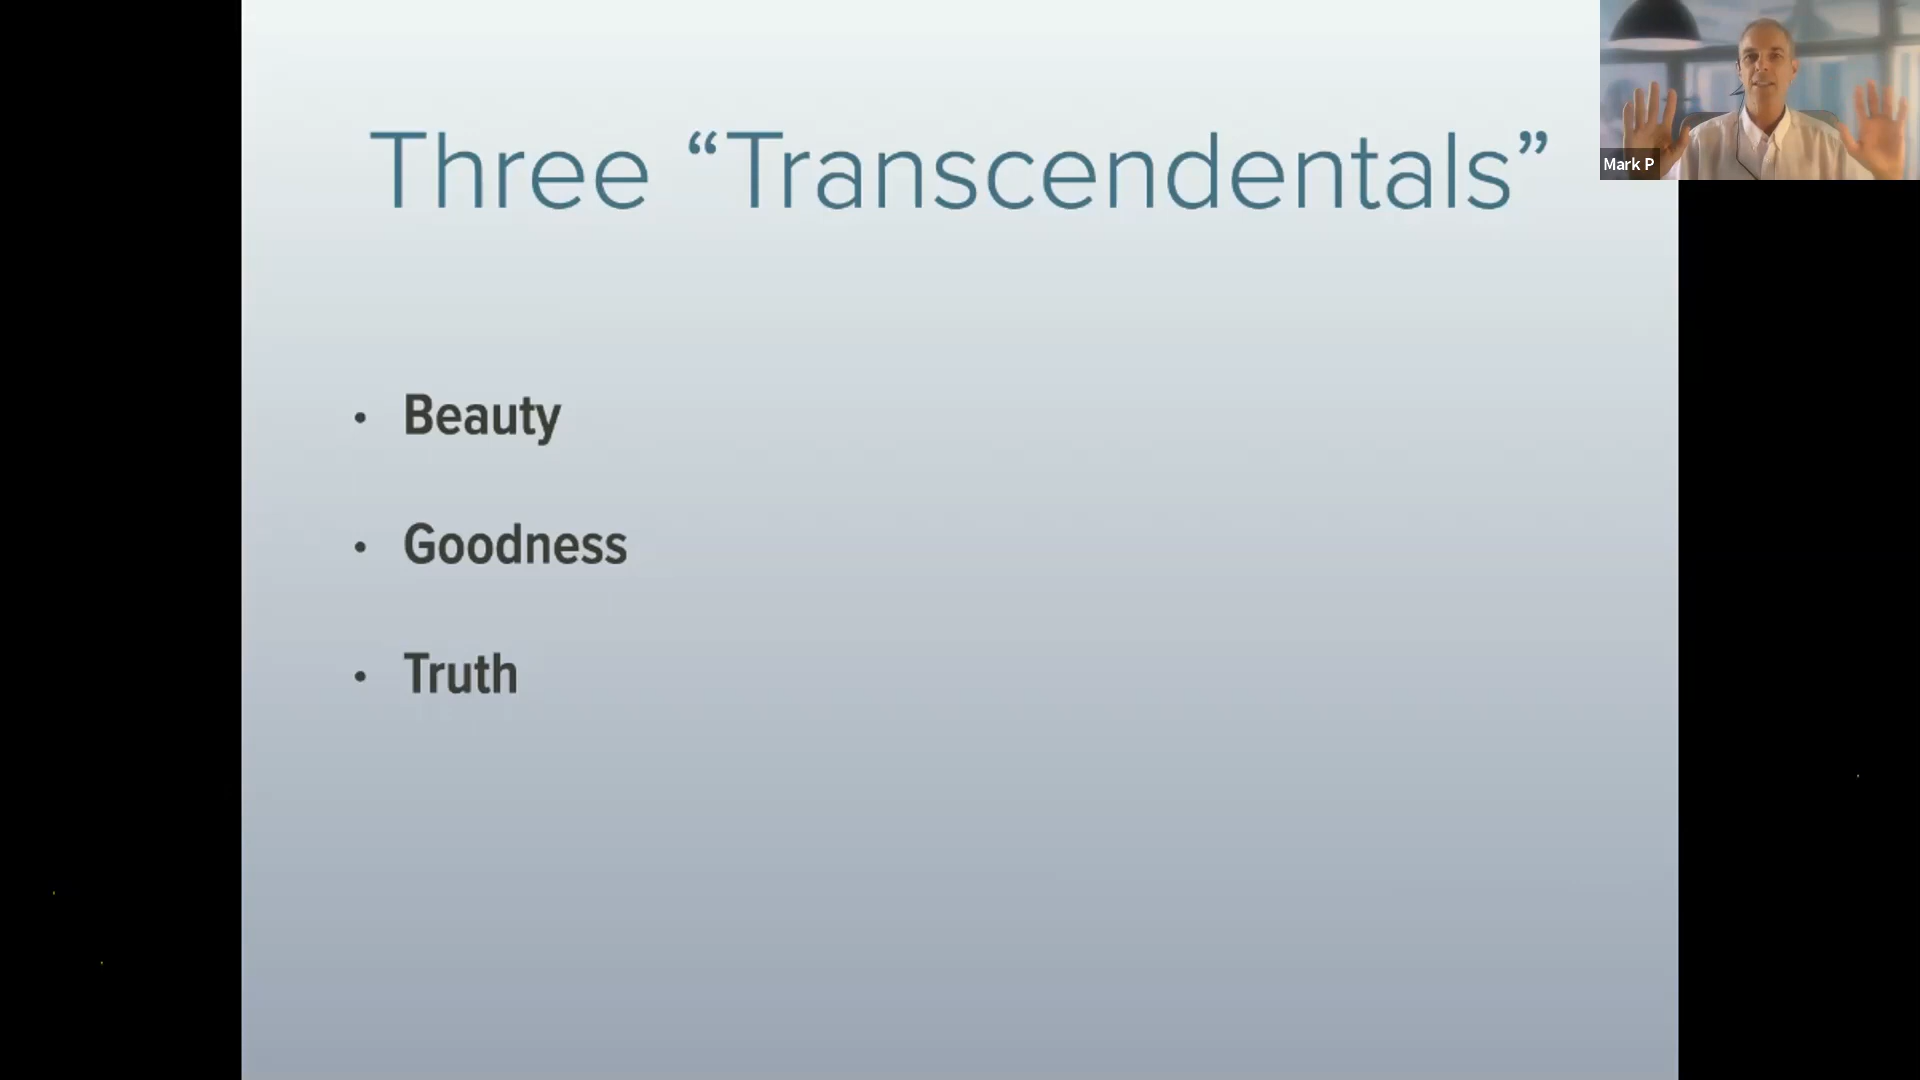 Three “Transcendentals”
Mark P
• Beauty
• Goodness
• Truth